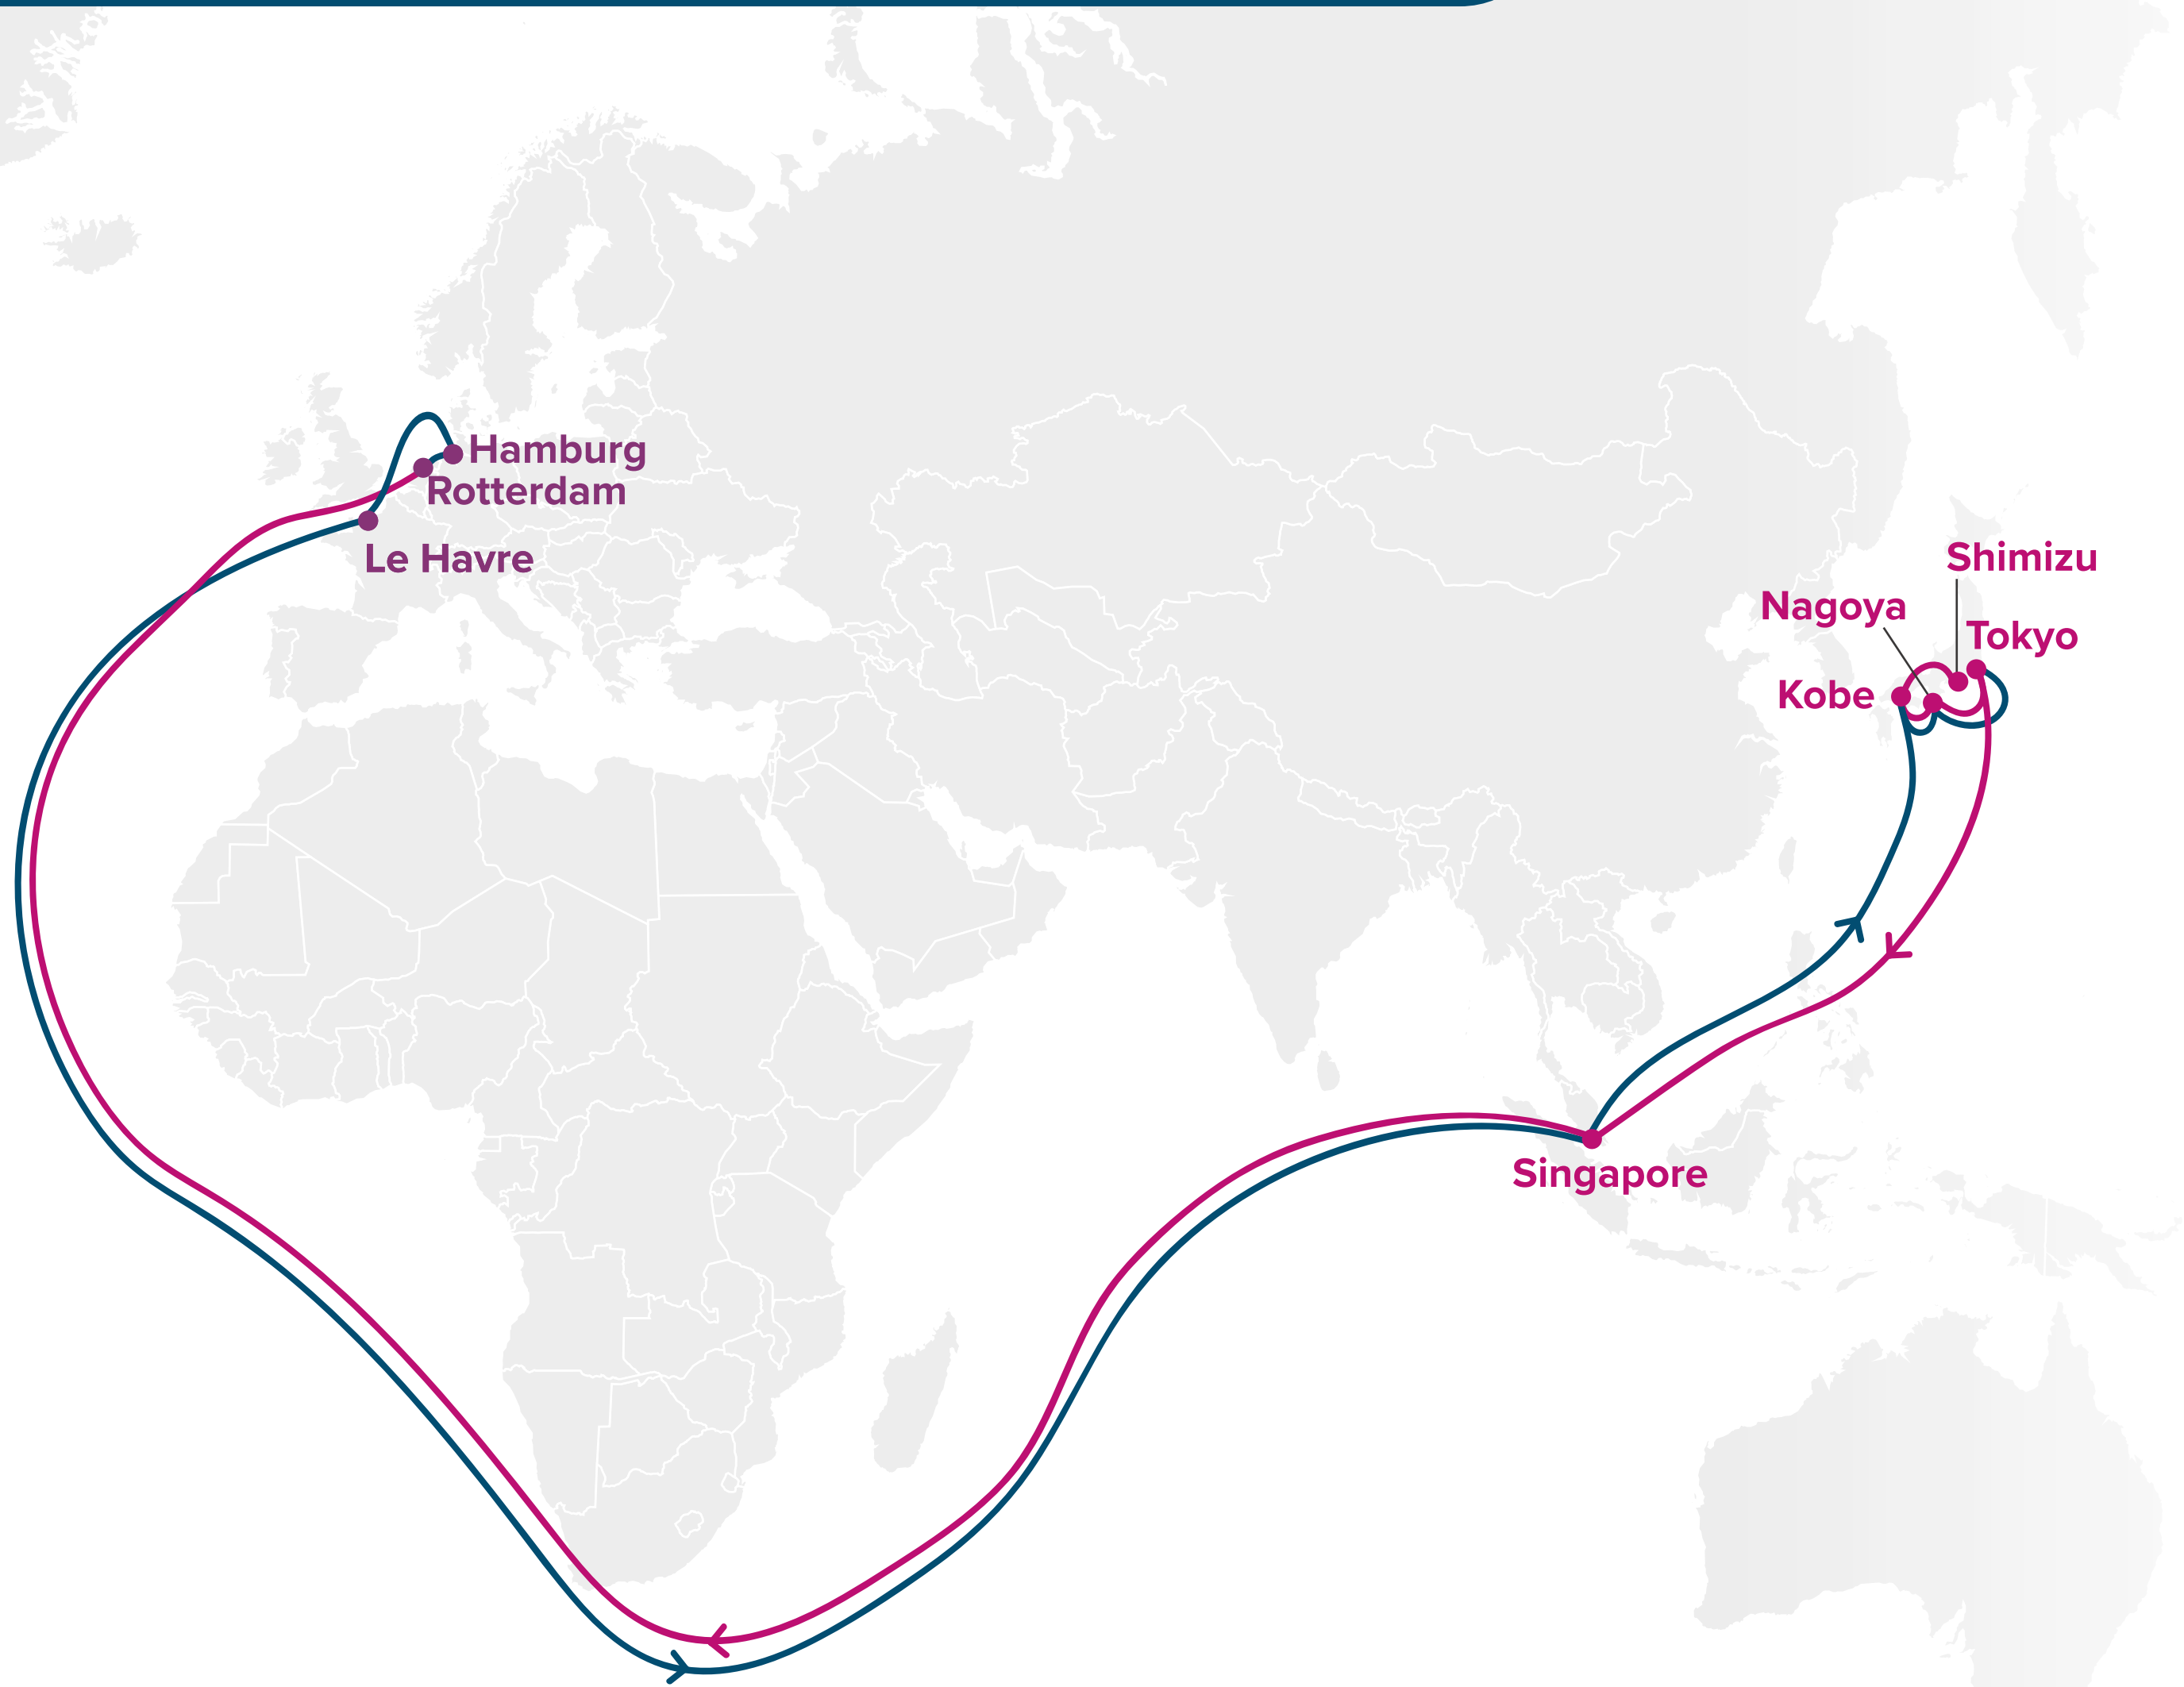 Hamburg
Rotterdam
Le Havre
Shimizu
Nagoya
Tokyo
Kobe
Singapore